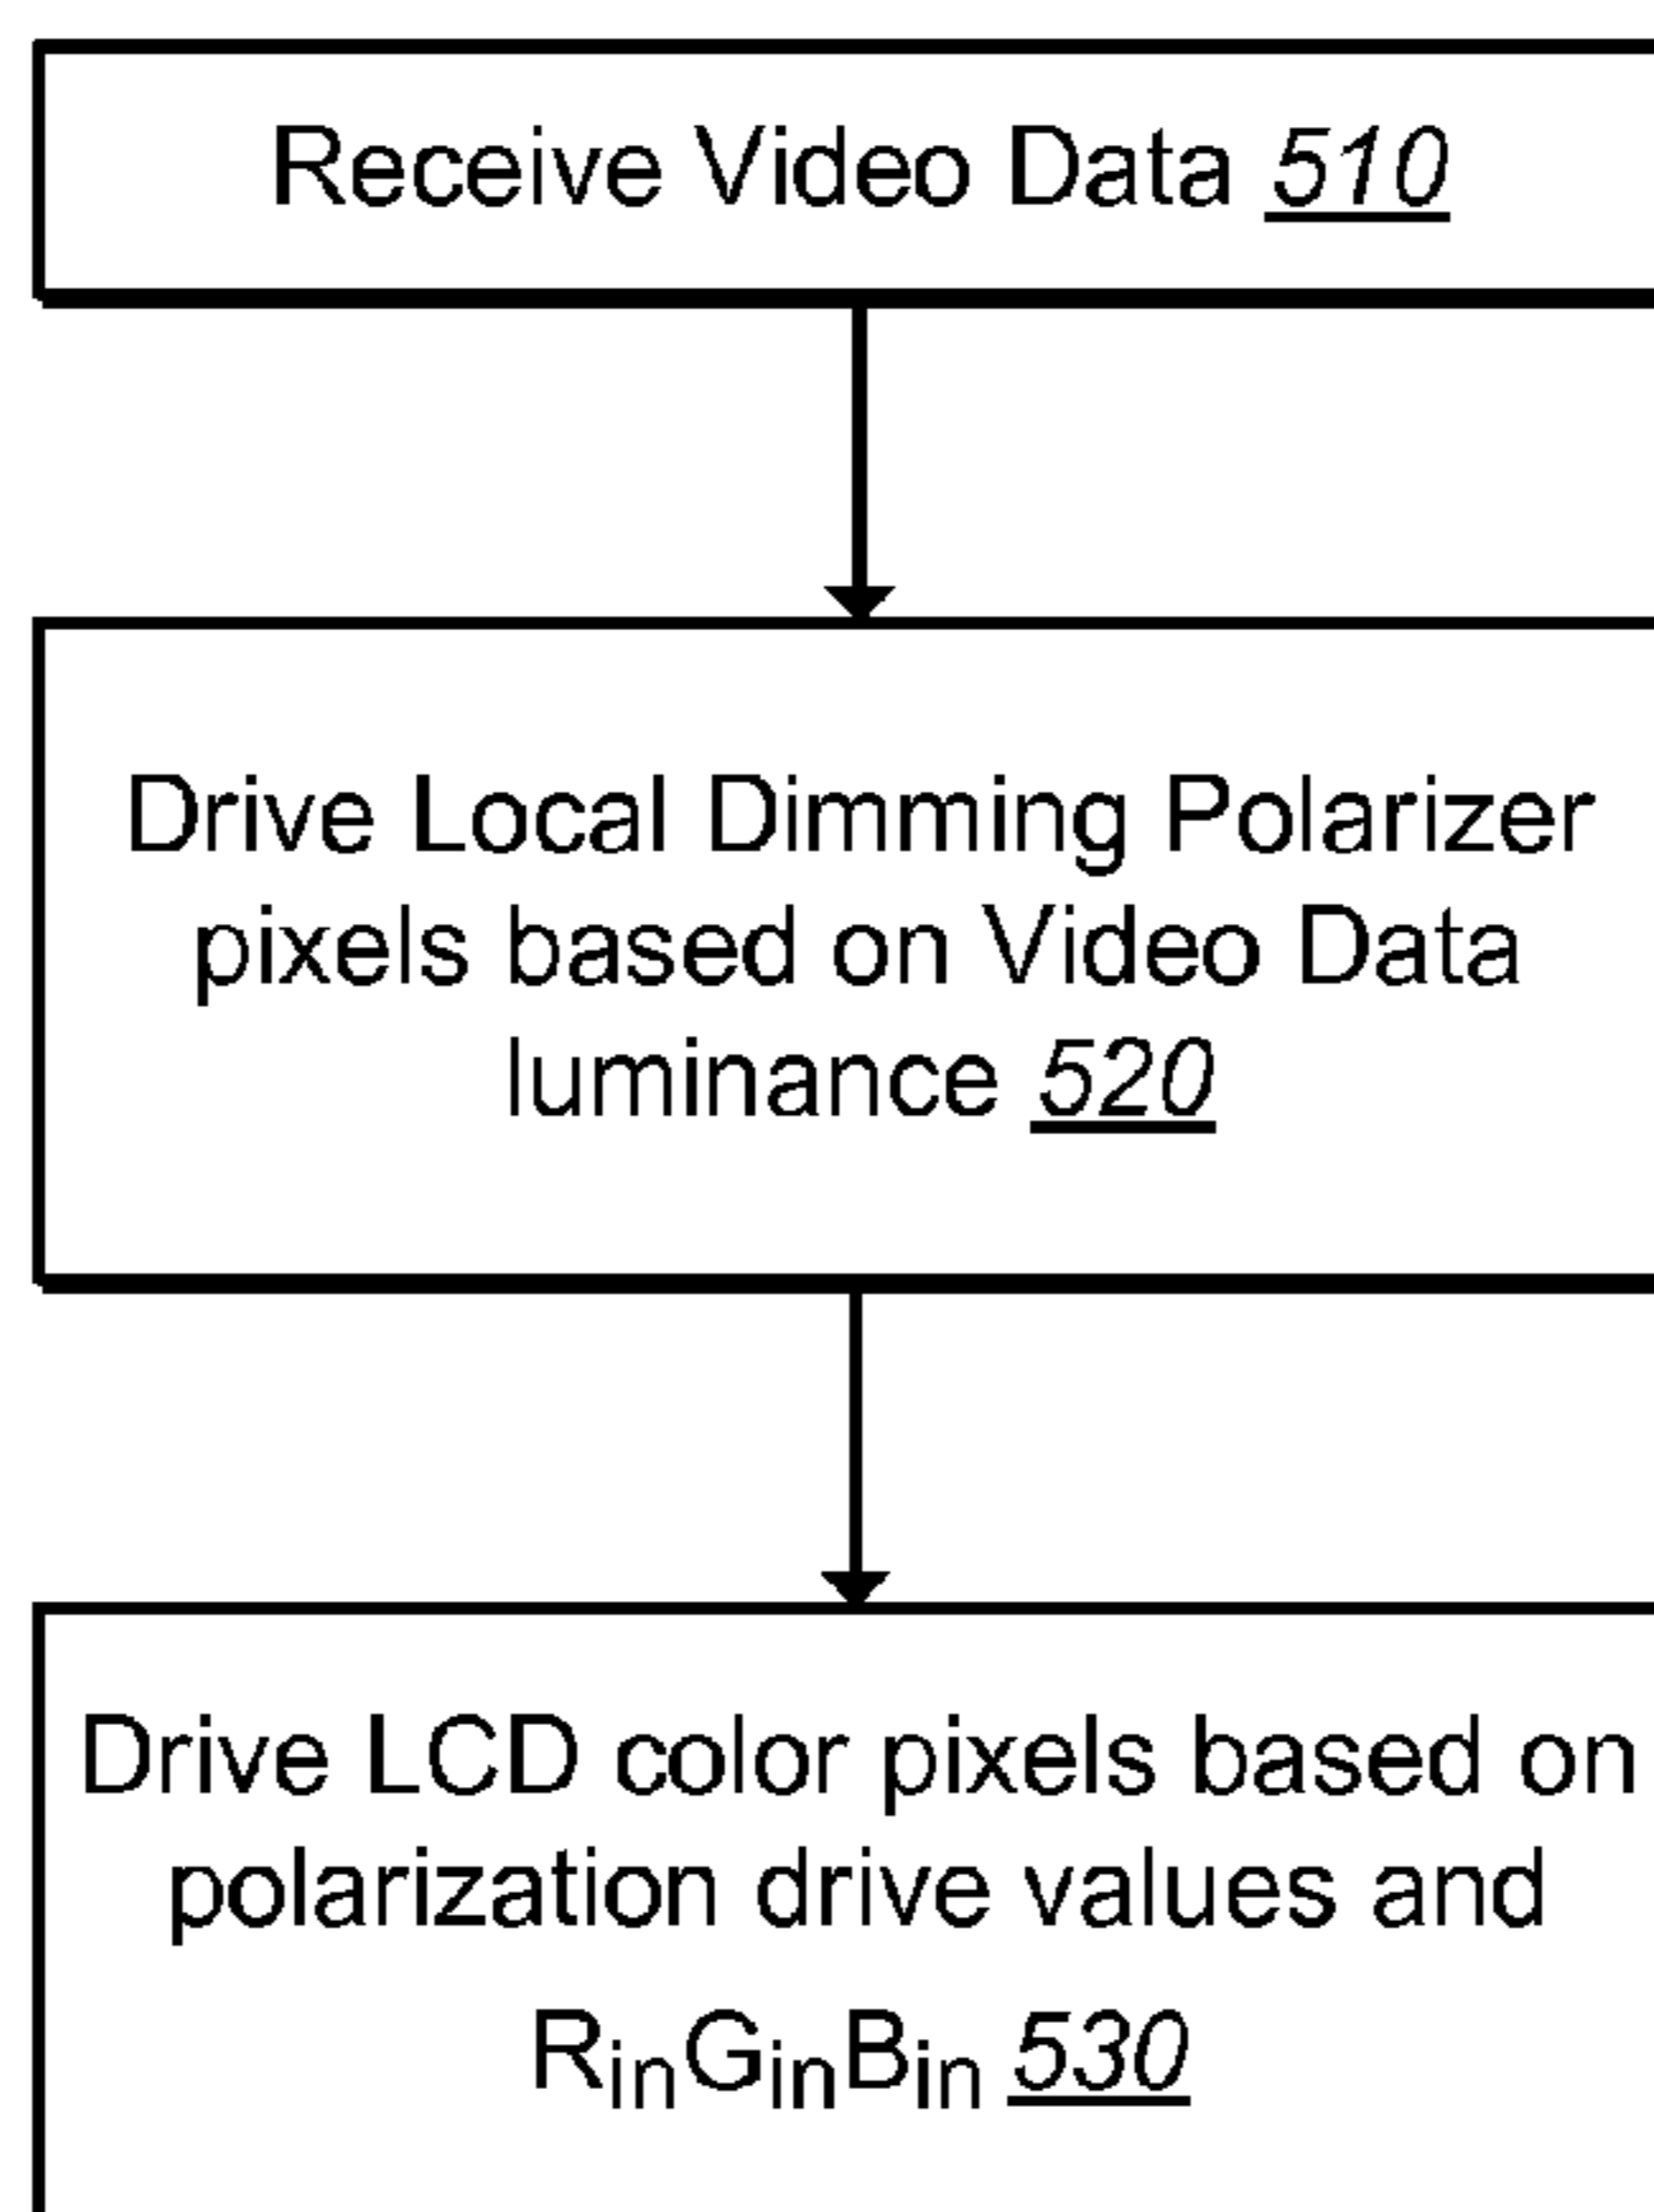 Receive Video Data 510
Drive Local Dimming Polarizer
pixels based on Video Data
luminance 520
Drive LCD color pixels based on
polarization drive values and
RinGinBin 530